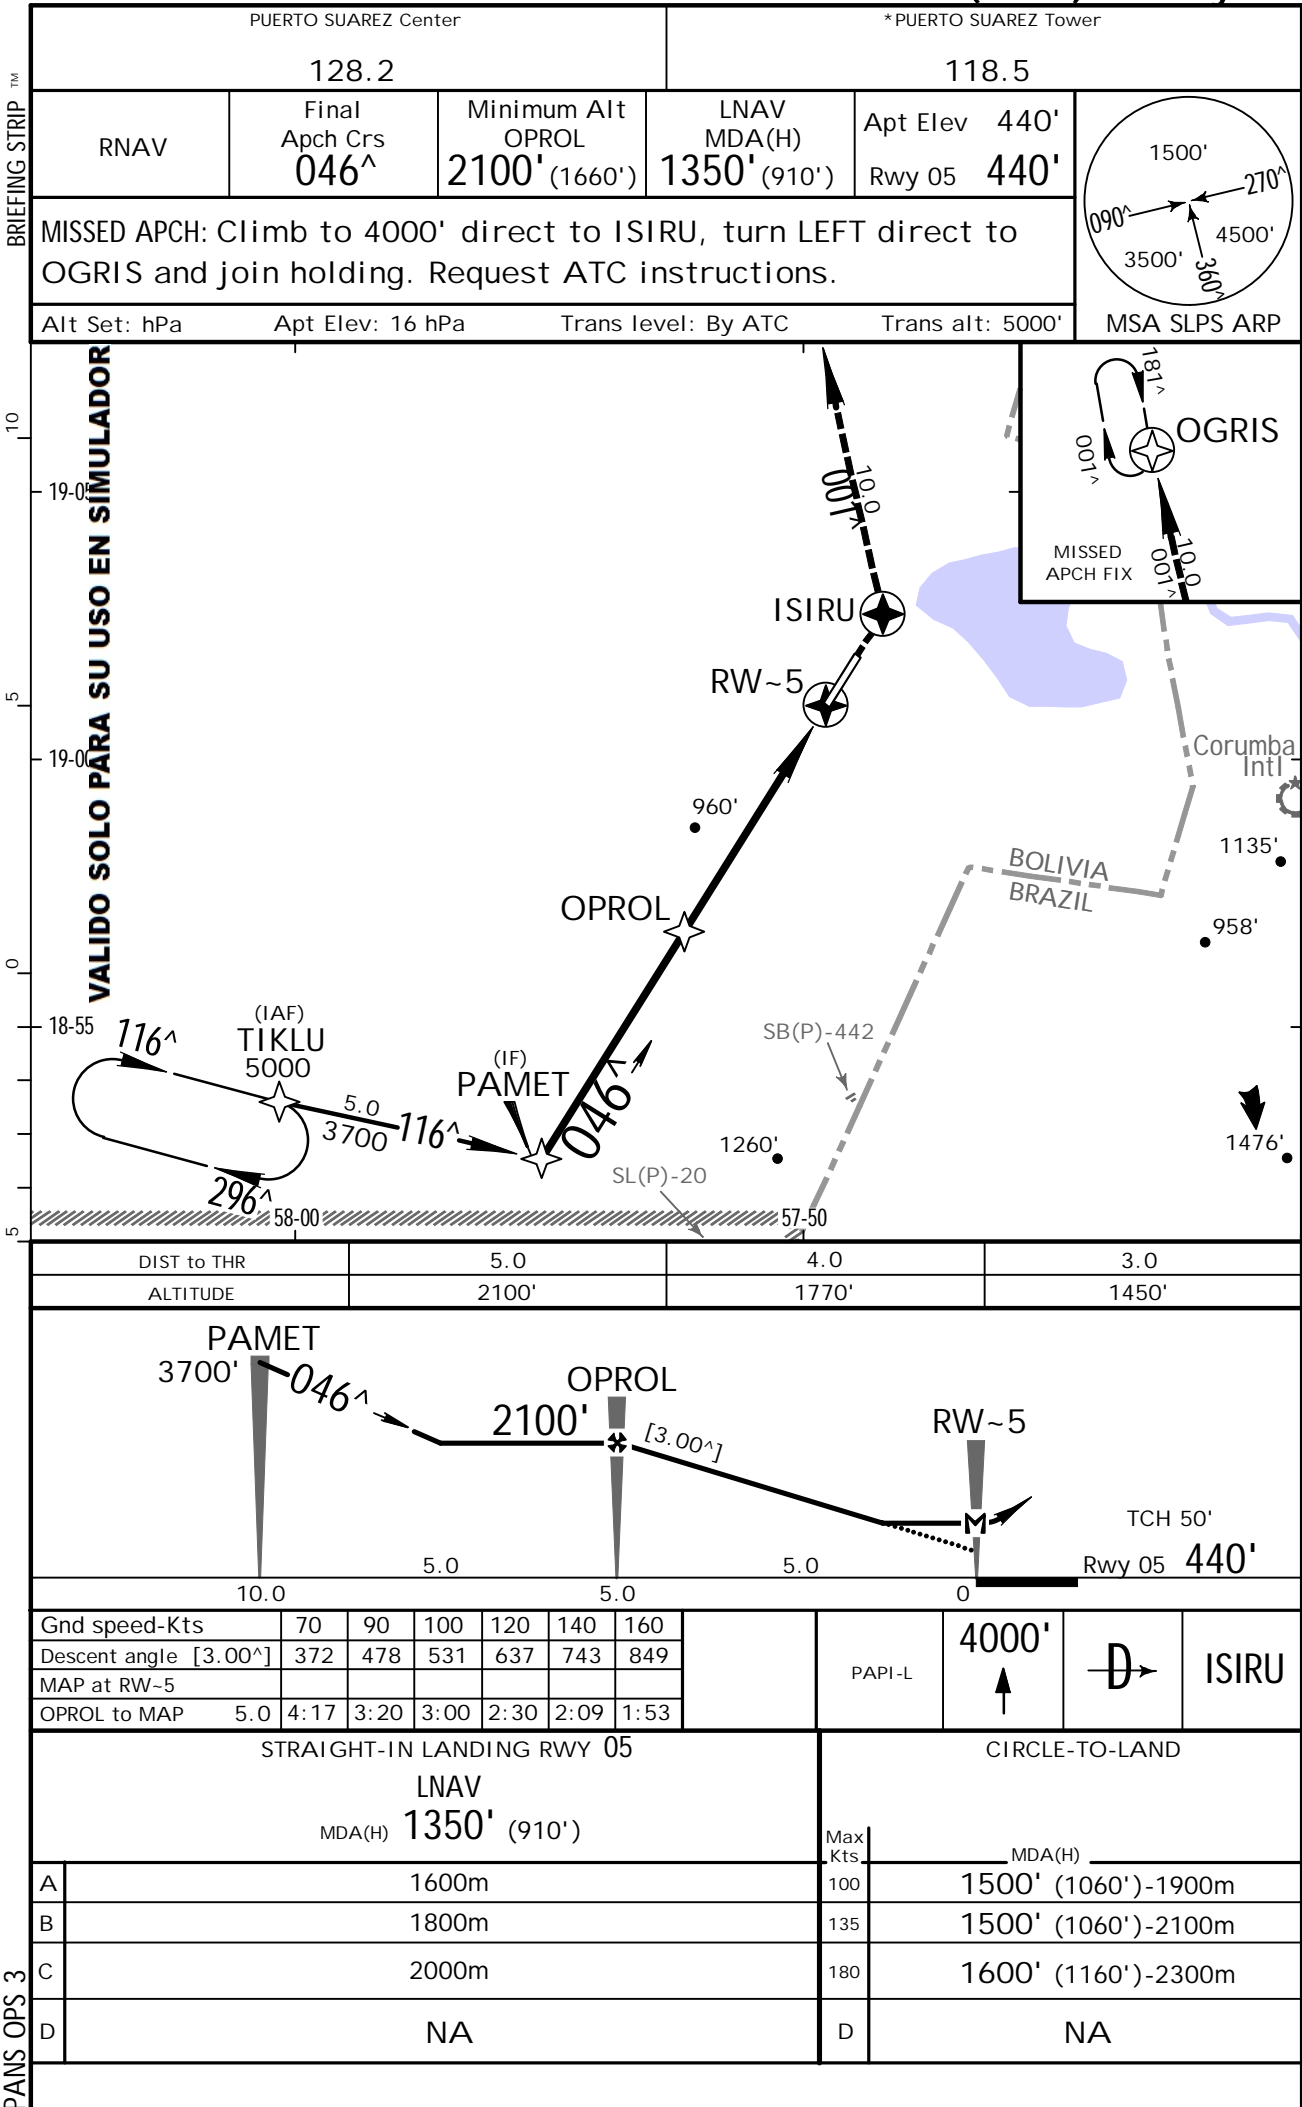 PUERTO SUAREZ Center
128.2
*PUERTO SUAREZ Tower
118.5
BRIEFING STRIP ™
RNAV
Final
Apch Crs
046^
Minimum Alt
OPROL
2100' (1660')
LNAV
MDA(H)
1350' (910')
Apt Elev 440'
Rwy 05 440'
1500'
270^
090^
4500'
3500'
360^
MSA SLPS ARP
MISSED APCH: Climb to 4000' direct to ISIRU, turn LEFT direct to
OGRIS and join holding. Request ATC instructions.
Alt Set: hPa Apt Elev: 16 hPa Trans level: By ATC Trans alt: 5000'
VALIDO SOLO PARA SU USO EN SIMULADOR
181^
OGRIS
001^
MISSED
APCH FIX
10.0
001^
10
19-05
10.0
001^
ISIRU
RW~5
5
19-00
Corumba
Intl
960'
1135'
BOLIVIA
BRAZIL
OPROL
958'
0
18-55
116^
(IAF)
TIKLU
5000
SB(P)-442
(IF)
PAMET
5.0
3700
116^
046^
1260'
1476'
SL(P)-20
296^
58-00
57-50
5
DIST to THR 5.0 4.0 3.0
ALTITUDE 2100' 1770' 1450'
PAMET
3700'
046^
OPROL
2100'
[3.00^]
RW~5
TCH 50'
Rwy 05 440'
5.0 5.0
10.0 5.0 0
Gnd speed-Kts 70 90 100 120 140 160
Descent angle [3.00^] 372 478 531 637 743 849
MAP at RW~5
OPROL to MAP 5.0 4:17 3:20 3:00 2:30 2:09 1:53
PAPI-L
4000'
D
ISIRU
STRAIGHT-IN LANDING RWY 05
LNAV
MDA(H) 1350' (910')
CIRCLE-TO-LAND
Max
Kts
MDA(H)
A 1600m 100 1500' (1060')-1900m
B 1800m 135 1500' (1060')-2100m
C 2000m 180 1600' (1160')-2300m
D NA D NA
PANS OPS 3